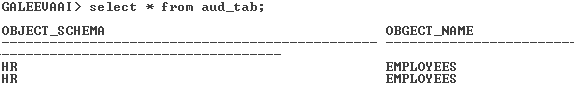 GALEEVAAI> select * from aud_tab;
OBJECT_SCHEMA OBGECT_NAME
HR EMPLOYEES
HR EMPLOYEES